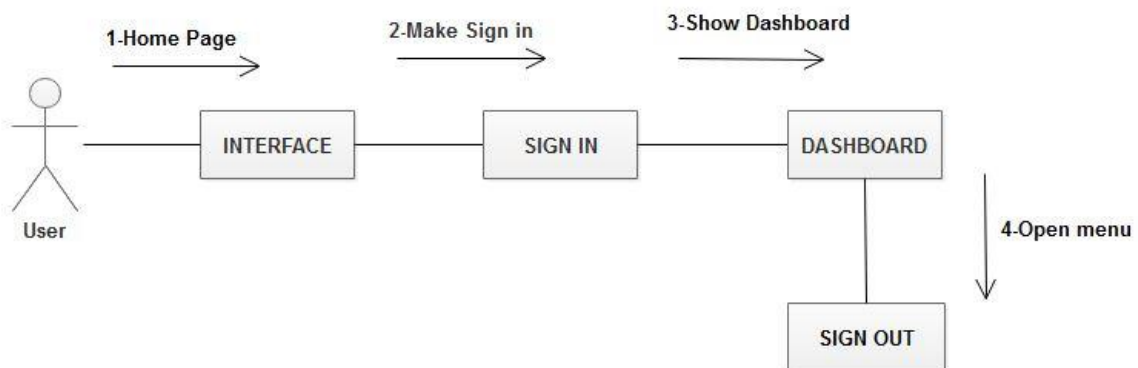 1-Home Page
2-Make Sign in
3-Show Dashboard
INTERFACE
SIGN IN
DASHBOARD
User
4-Open menu
SIGN OUT